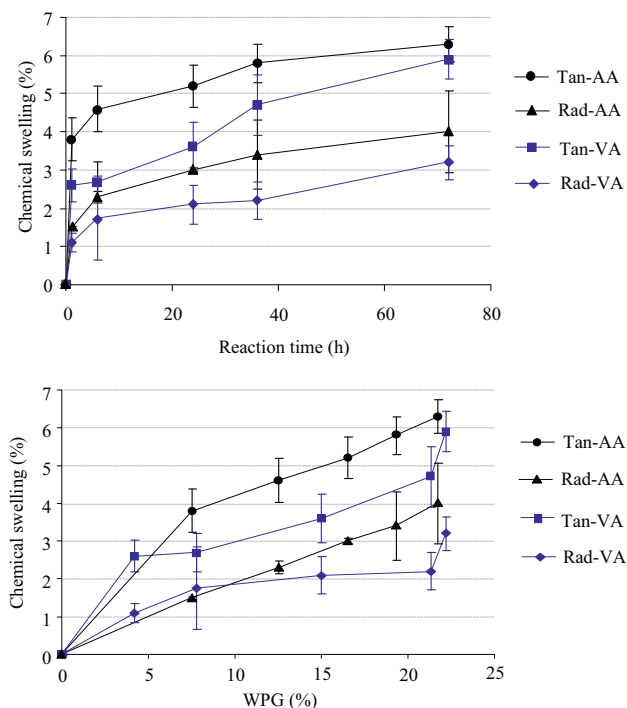 7
6
5
4
3
2
1
0
Chemical swelling (%)
0 20 40 60 80
Reaction time (h)
Tan-AA
Rad-AA
Tan-VA
Rad-VA
7
6
5
4
3
2
1
0
Chemical swelling (%)
0 5 10 15 20 25
WPG (%)
Tan-AA
Rad-AA
Tan-VA
Rad-VA